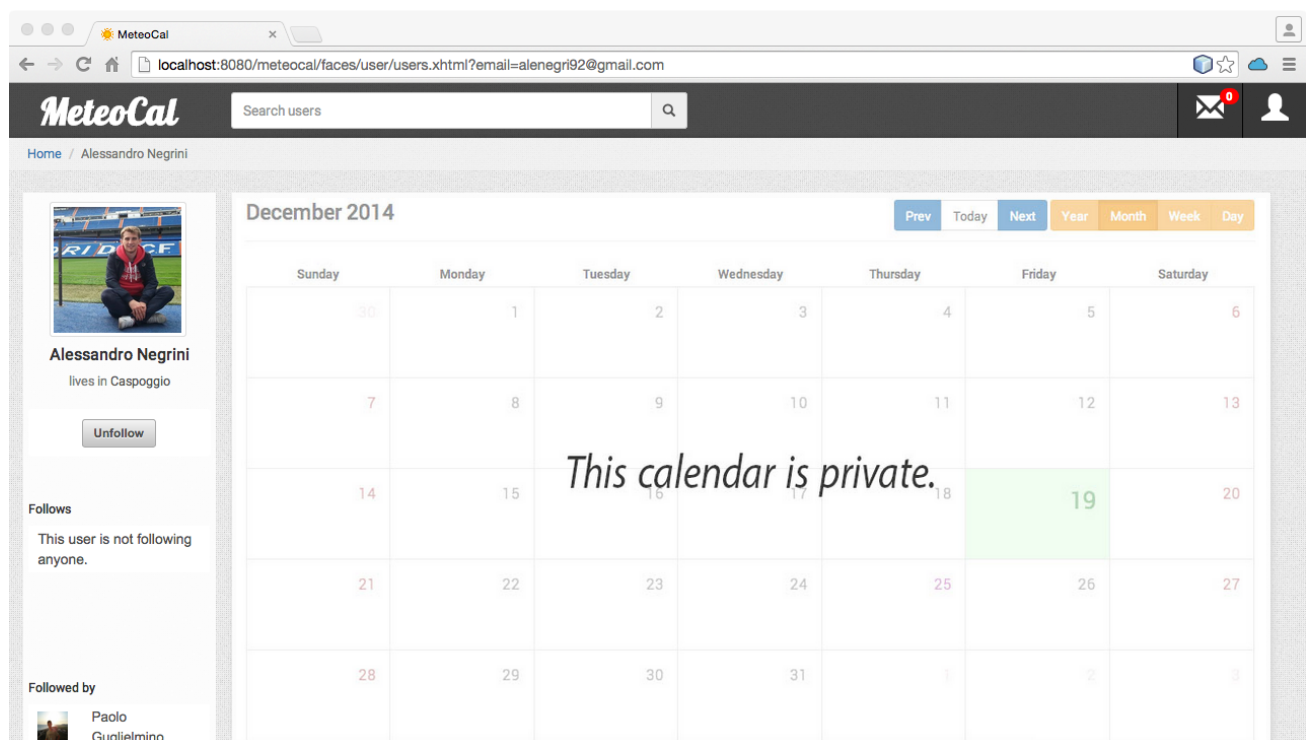 MeteoCal
localhost:8080/meteocal/faces/user/users.xhtml?email=alenegri92@gmail.com
MeteoCal
Search users
0
Home / Alessandro Negrini
Alessandro Negrini
lives in Caspoggio
Unfollow
Follows
This user is not following
anyone.
Followed by
Paolo
Guglielmino
December 2014
Prev Today Next Year Month Week Day
Sunday Monday Tuesday Wednesday Thursday Friday Saturday
30 1 2 3 4 5 6
7 8 9 10 11 12 13
This calendar is private.
14 15 16 17 18 19 20
21 22 23 24 25 26 27
28 29 30 31 1 2 3